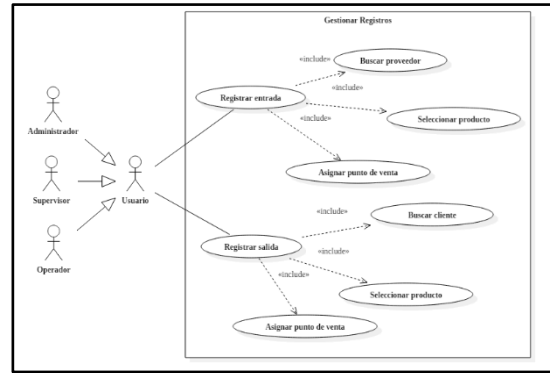 Gestionar Registros
«include»
Buscar proveedor
«include»
Registrar entrada
Administrador
Seleccionar producto
«include»
Asignar punto de venta
Supervisor
Usuario
«include»
Buscar cliente
Registrar salida
«include»
Operador
«include»
Seleccionar producto
Asignar punto de venta